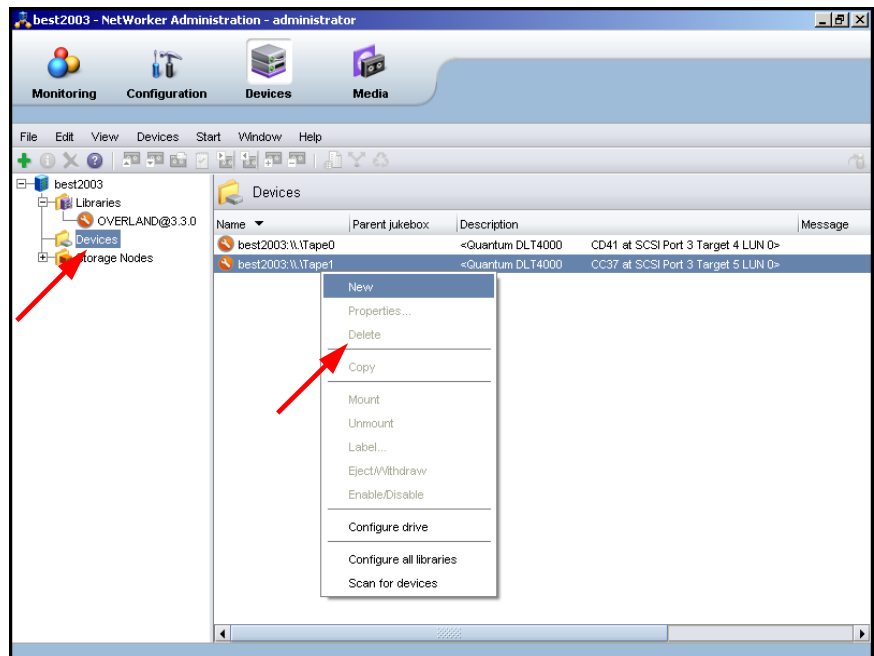 best2003 - NetWorker Administration - administrator
Monitoring Configuration Devices Media
File Edit View Devices Start Window Help
best2003
Libraries
OVERLAND@3.3.0
Devices
Storage Nodes
Devices
Name Parent jukebox Description Message
best2003:\\.\Tape0 <Quantum DLT4000 CD41 at SCSI Port 3 Target 4 LUN 0>
best2003:\\.\Tape1 <Quantum DLT4000 CC37 at SCSI Port 3 Target 5 LUN 0>
New
Properties...
Delete
Copy
Mount
Unmount
Label...
Eject/Withdraw
Enable/Disable
Configure drive
Configure all libraries
Scan for devices